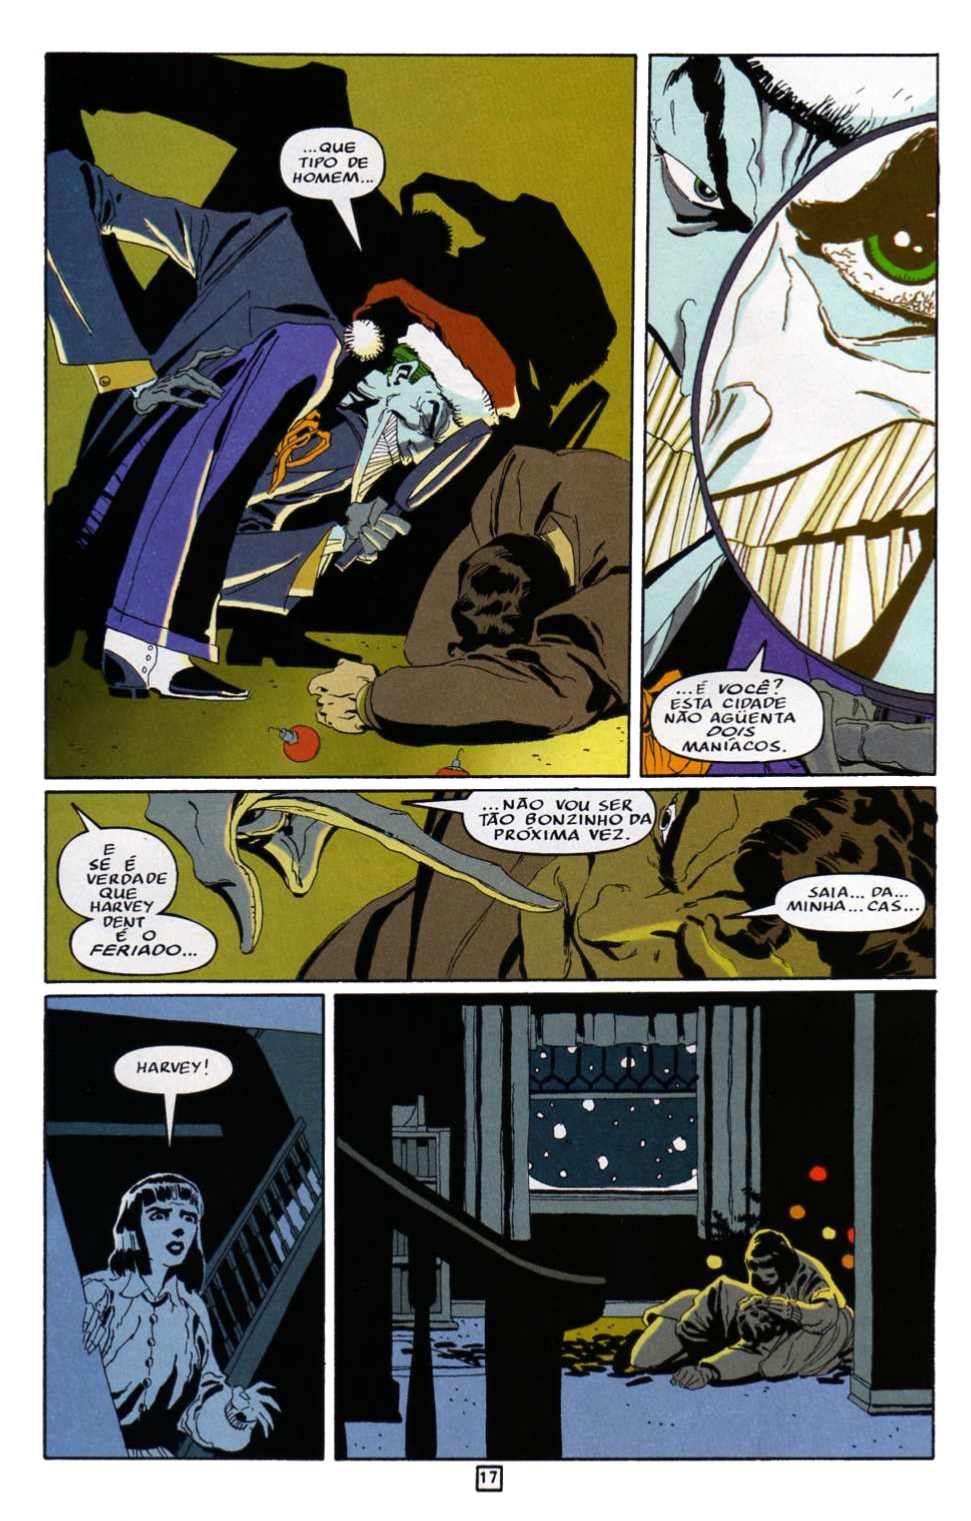 ...QUE
TIPO DE
HOMEM...
...É VOCÊ?
ESTA CIDADE
NÃO AGÜENTA
DOIS
MANÍACOS.
E
SE É
VERDADE
QUE
HARVEY
DENT
É O
FERIADO...
...NÃO VOU SER
TÃO BONZINHO DA
PRÓXIMA VEZ.
SAIA... DA...
MINHA... CAS...
HARVEY!
17